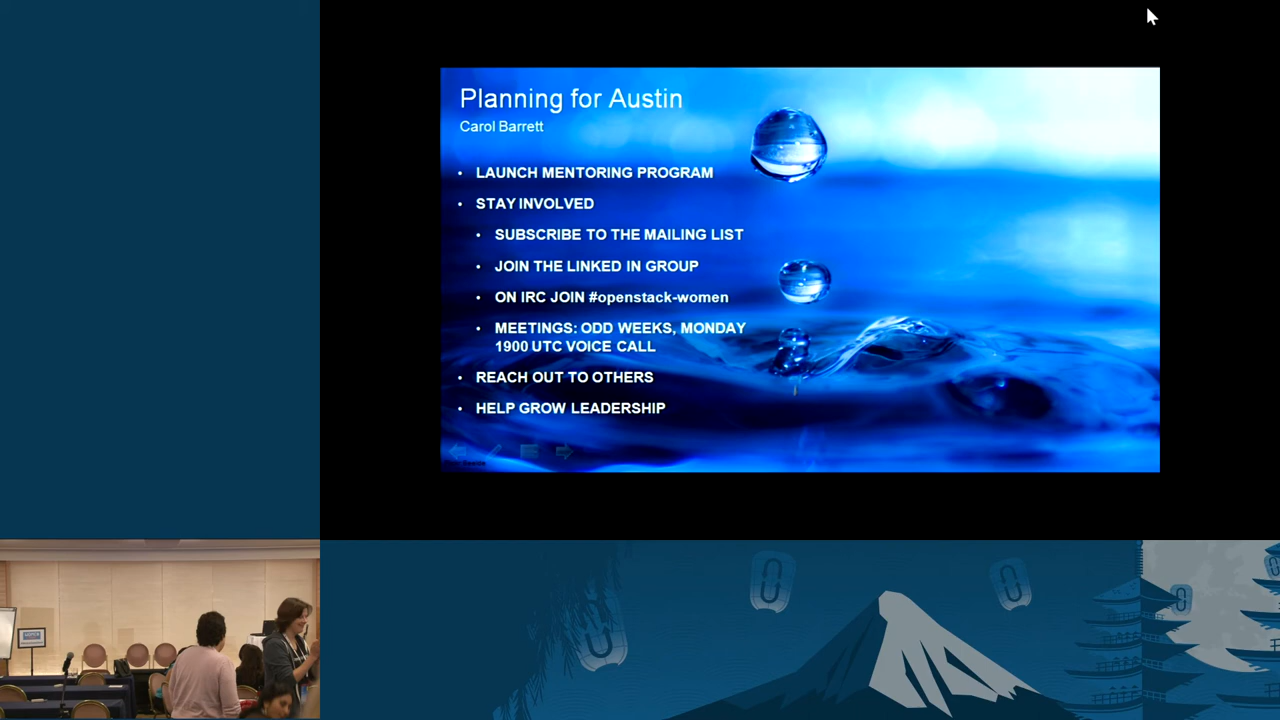 Planning for Austin
Carol Barrett
• LAUNCH MENTORING PROGRAM
• STAY INVOLVED
• SUBSCRIBE TO THE MAILING LIST
• JOIN THE LINKED IN GROUP
• ON IRC JOIN #openstack-women
• MEETINGS: ODD WEEKS, MONDAY
1900 UTC VOICE CALL
• REACH OUT TO OTHERS
• HELP GROW LEADERSHIP